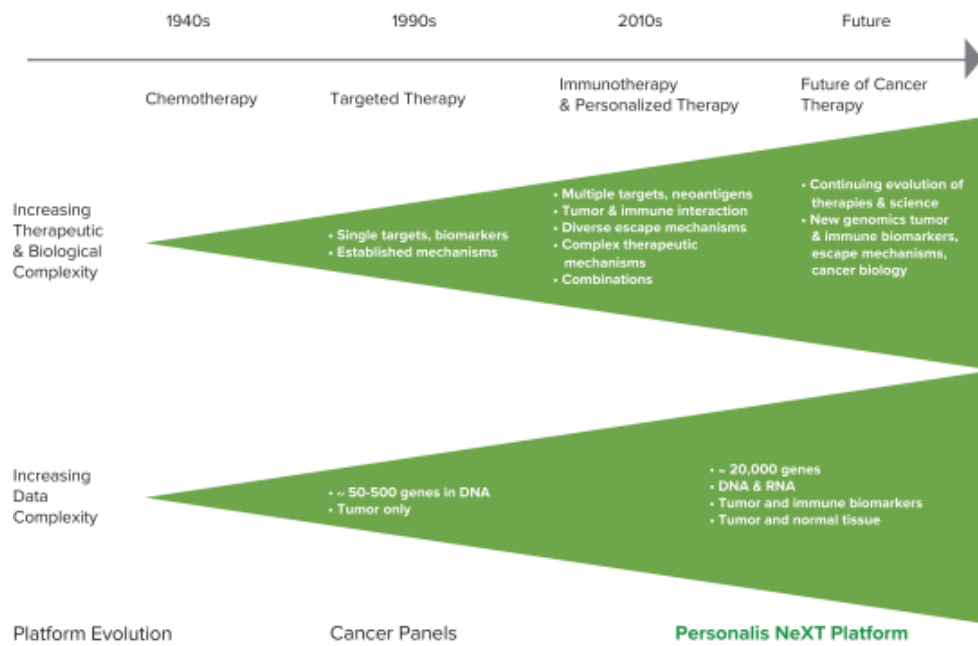 1940s
1990s
2010s
Future
Chemotherapy
Targeted Therapy
Immunotherapy
& Personalized Therapy
Future of Cancer
Therapy
Increasing
Therapeutic
& Biological
Complexity
• Single targets, biomarkers
• Established mechanisms
• Multiple targets, neoantigens
• Tumor & immune interaction
• Diverse escape mechanisms
• Complex therapeutic
mechanisms
• Combinations
• Continuing evolution of
therapies & science
• New genomics tumor
& immune biomarkers,
escape mechanisms,
cancer biology
Increasing
Data
Complexity
• ~ 50-500 genes in DNA
• Tumor only
• ~ 20,000 genes
• DNA & RNA
• Tumor and immune biomarkers
• Tumor and normal tissue
Platform Evolution
Cancer Panels
Personalis NeXT Platform